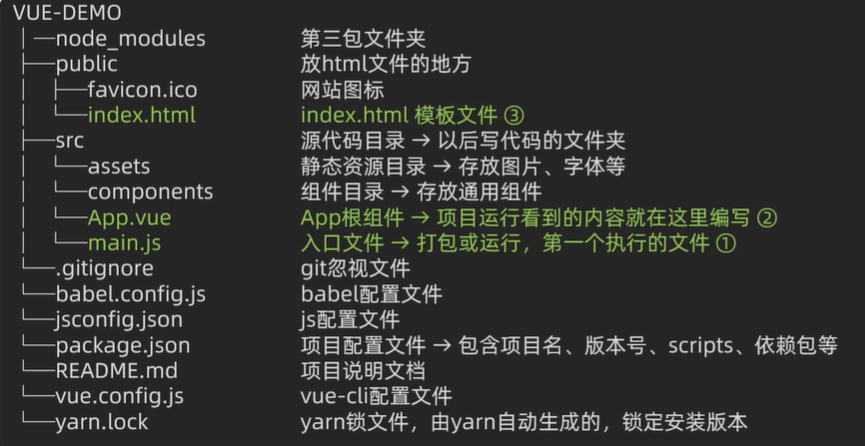 VUE-DEMO
│─node_modules 第三包文件夹
├──public 放html文件的地方
│ ├──favicon.ico 网站图标
│ └──index.html index.html 模板文件 ③
├──src 源代码目录 → 以后写代码的文件夹
│ └──assets 静态资源目录 → 存放图片、字体等
│ └──components 组件目录 → 存放通用组件
│ └──App.vue App根组件 → 项目运行看到的内容就在这里编写 ②
│ └──main.js 入口文件 → 打包或运行，第一个执行的文件 ①
└──.gitignore git忽视文件
└──babel.config.js babel配置文件
└──jsconfig.json js配置文件
└──package.json 项目配置文件 → 包含项目名、版本号、scripts、依赖包等
└──README.md 项目说明文档
└──vue.config.js vue-cli配置文件
└──yarn.lock yarn锁文件，由yarn自动生成的，锁定安装版本